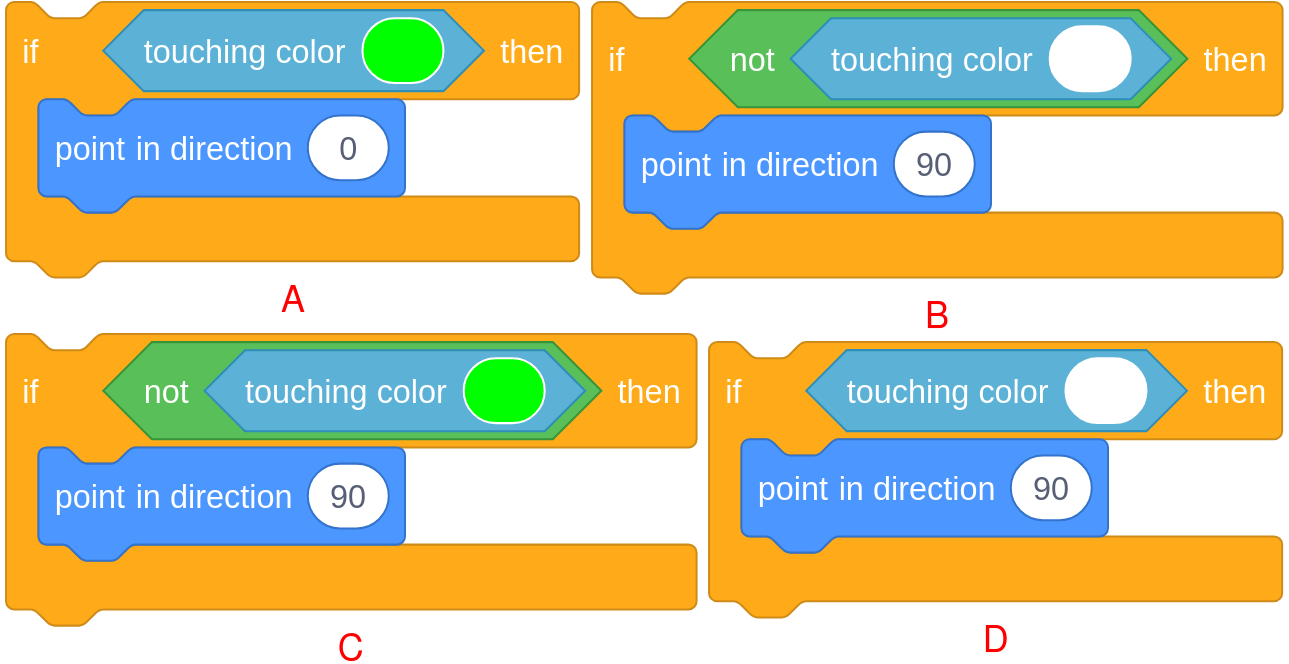 if touching color then
point in direction 0
A
if not touching color then
point in direction 90
B
if not touching color then
point in direction 90
C
if touching color then
point in direction 90
D